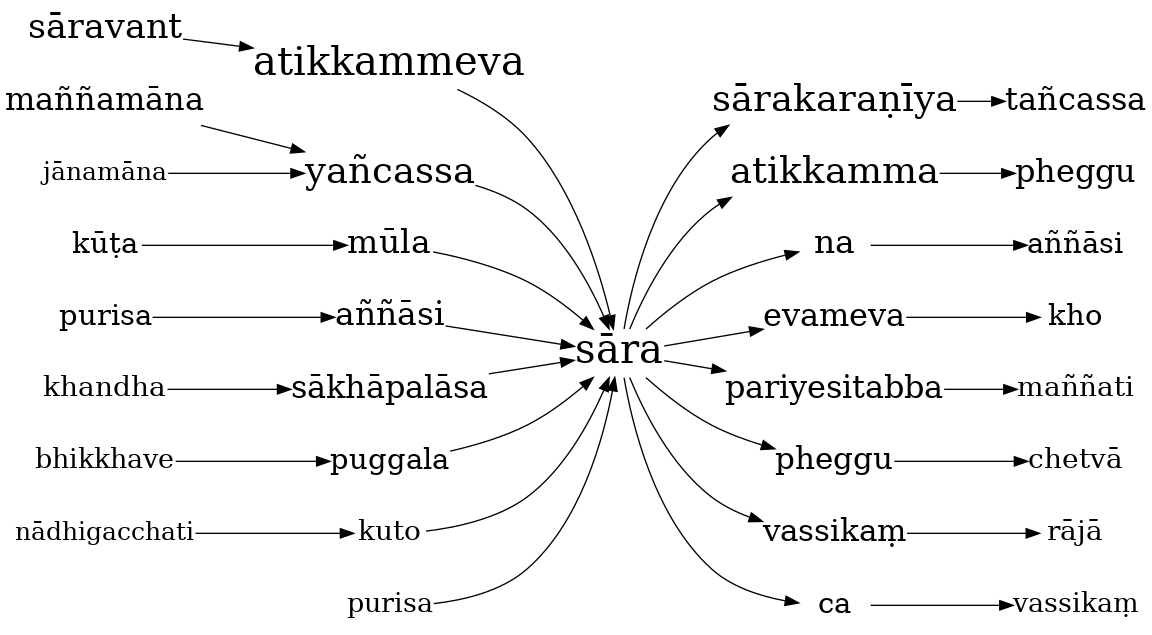 sāravant
atikkammeva
maññamāna
sārakaraṇīya
tañcassa
jānamāna
yañcassa
atikkamma
pheggu
kūṭa
mūla
na
aññāsi
purisa
aññāsi
evameva
kho
sāra
khandha
sākhāpalāsa
pariyesitabba
maññati
bhikkhave
puggala
pheggu
chetvā
nādhigacchati
kuto
vassikaṃ
rājā
purisa
ca
vassikaṃ